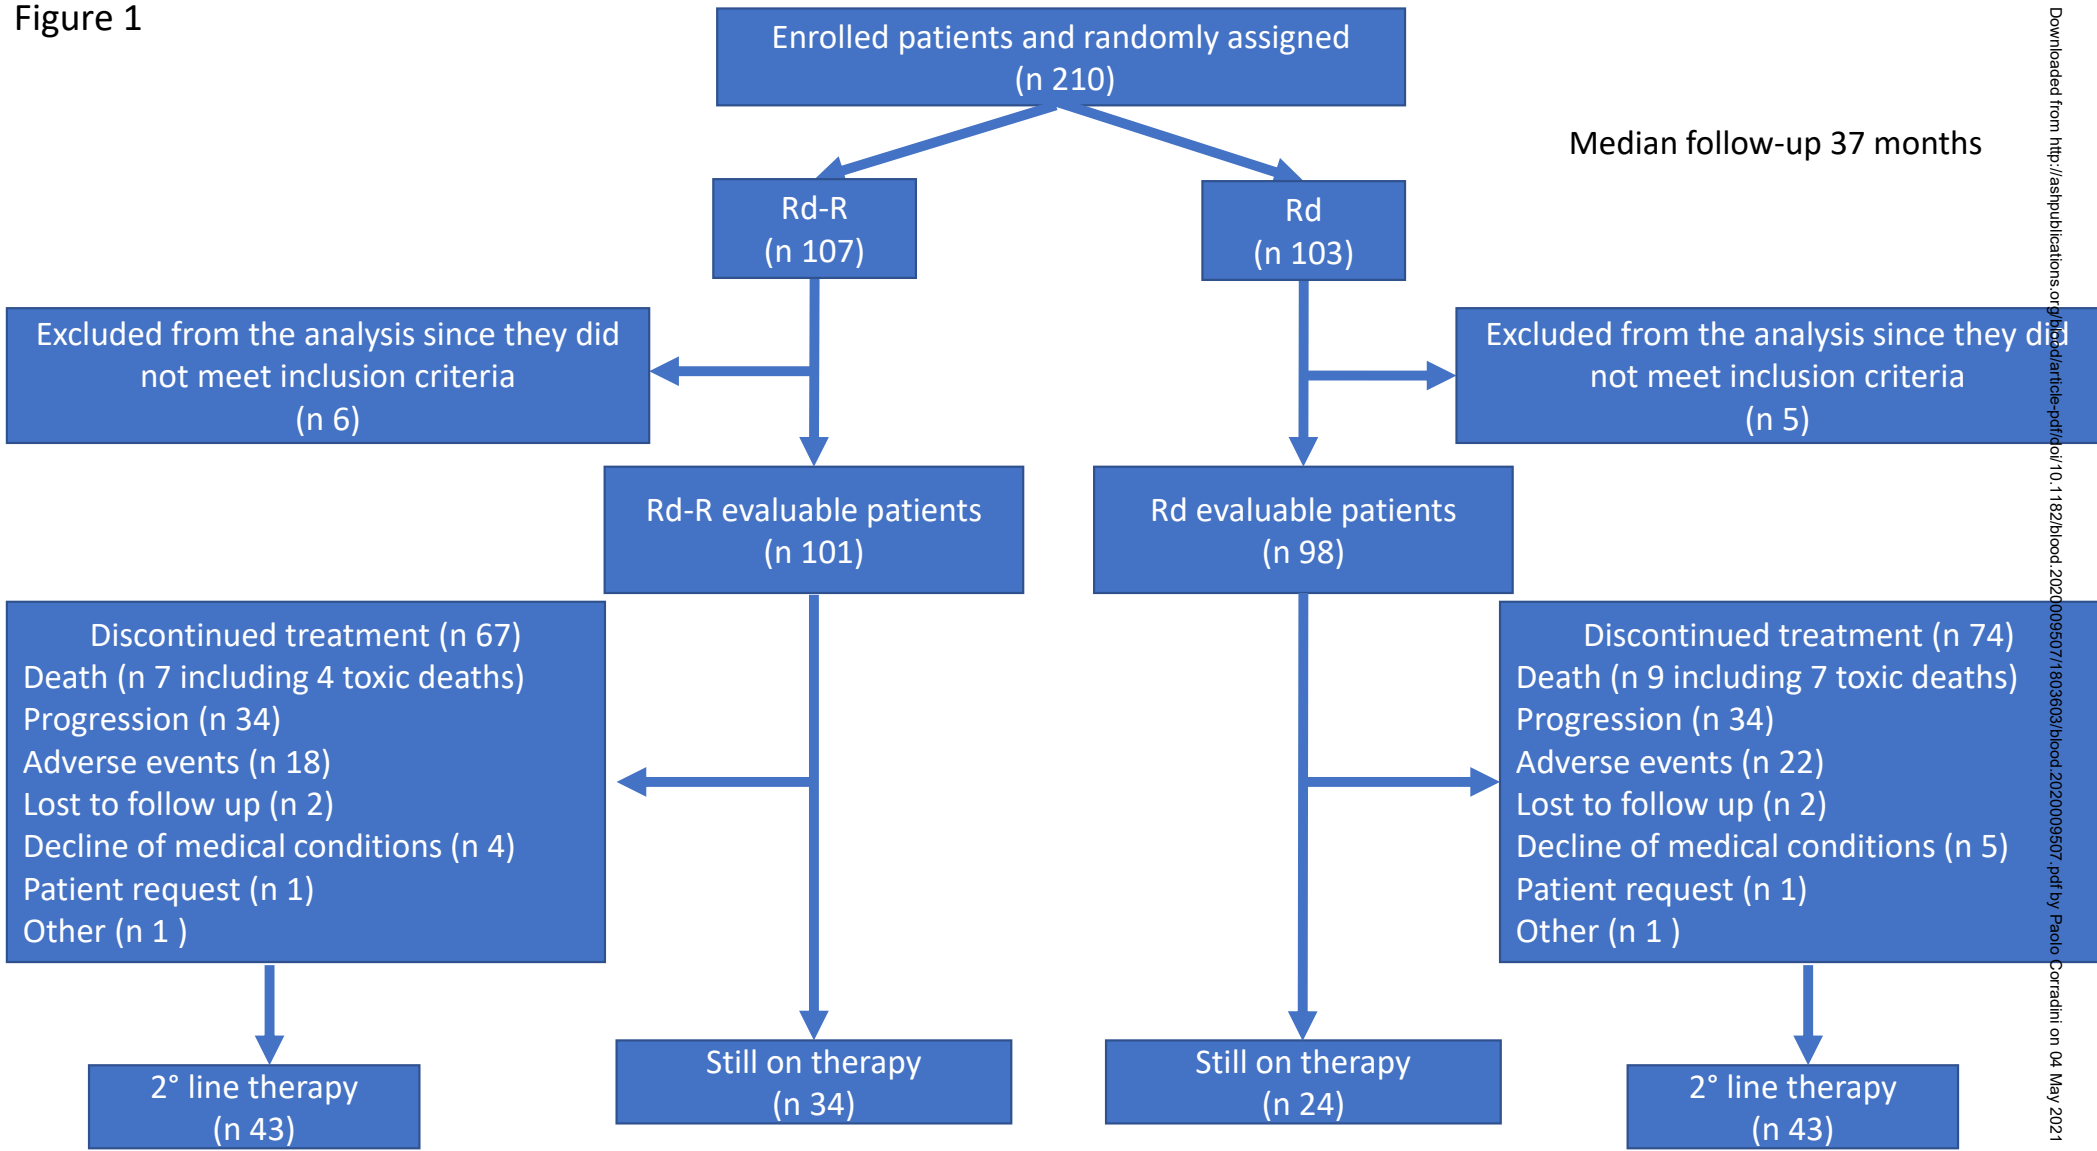 Figure 1
Enrolled patients and randomly assigned
(n 210)
Median follow-up 37 months
Rd-R
(n 107)
Rd
(n 103)
Excluded from the analysis since they did
not meet inclusion criteria
(n 6)
Excluded from the analysis since they did
not meet inclusion criteria
(n 5)
Rd-R evaluable patients
(n 101)
Rd evaluable patients
(n 98)
Discontinued treatment (n 67)
Death (n 7 including 4 toxic deaths)
Progression (n 34)
Adverse events (n 18)
Lost to follow up (n 2)
Decline of medical conditions (n 4)
Patient request (n 1)
Other (n 1 )
Discontinued treatment (n 74)
Death (n 9 including 7 toxic deaths)
Progression (n 34)
Adverse events (n 22)
Lost to follow up (n 2)
Decline of medical conditions (n 5)
Patient request (n 1)
Other (n 1 )
2° line therapy
(n 43)
Still on therapy
(n 34)
Still on therapy
(n 24)
2° line therapy
(n 43)
Downloaded from http://ashpublications.org/blood/article-pdf/doi/10.1182/blood.2020009507/1803603/blood.2020009507.pdf by Paolo Corradini on 04 May 2021